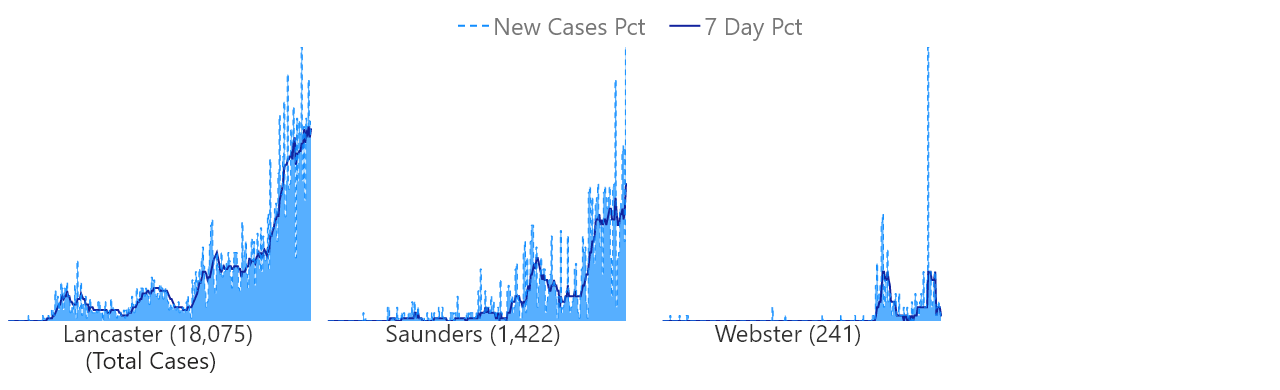 New Cases Pct 7 Day Pct
Lancaster (18,075) Saunders (1,422) Webster (241)
(Total Cases)